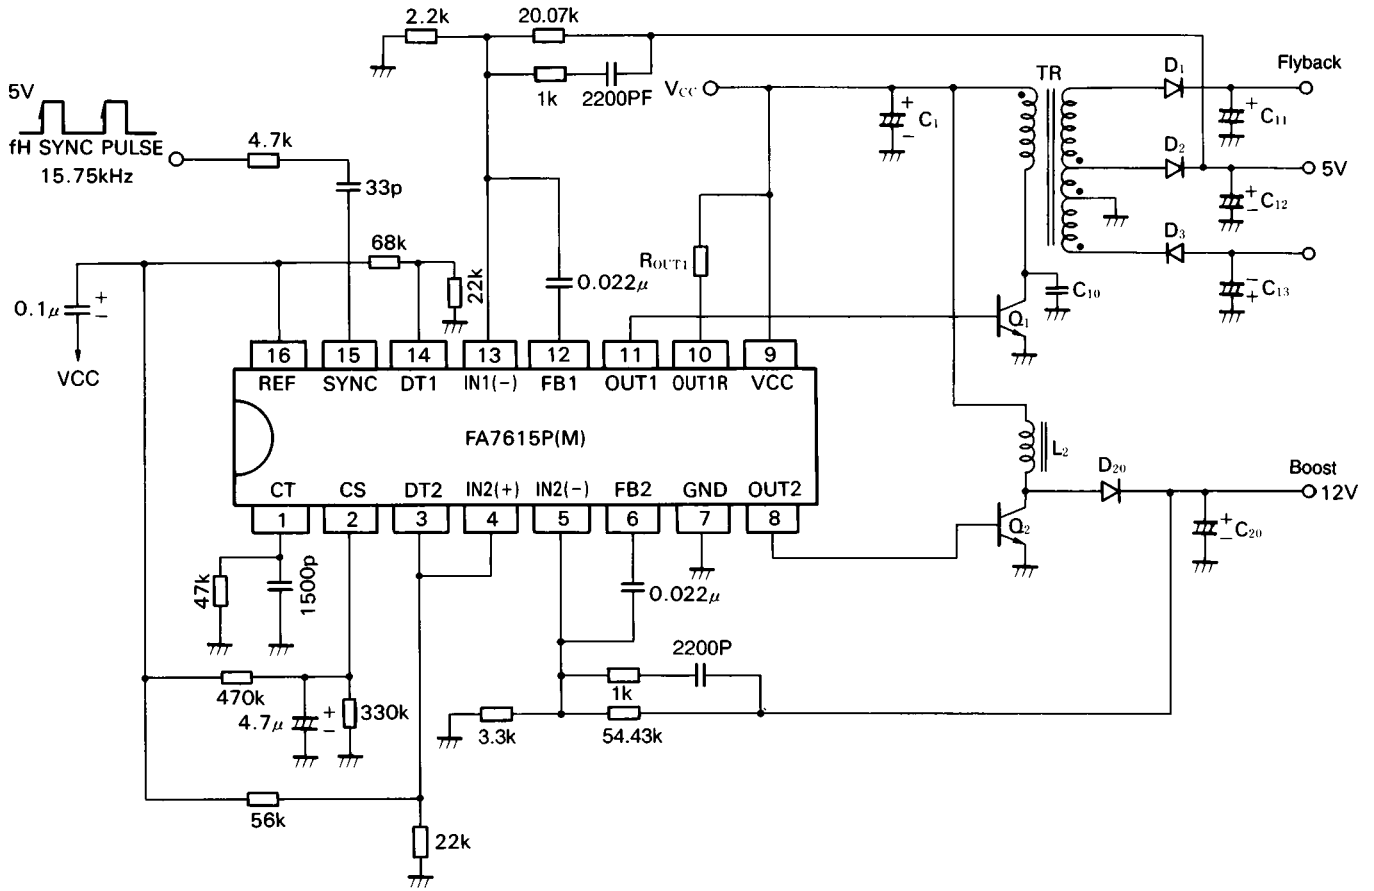 2.2k
20.07k
1k
2200PF
5V
fH SYNC PULSE
15.75kHz
4.7k
33p
VCC
C1
TR
D1
Flyback
C11
D2
5V
C12
D3
C13
68k
22k
0.022μ
ROUT1
C10
Q1
0.1μ
VCC
16 15 14 13 12 11 10 9
REF SYNC DT1 IN1(-) FB1 OUT1 OUT1R VCC
FA7615P(M)
CT CS DT2 IN2(+) IN2(-) FB2 GND OUT2
1 2 3 4 5 6 7 8
L2
D20
Boost
12V
Q2
C20
47k
1500p
0.022μ
2200P
1k
470k
4.7μ
330k
3.3k
54.43k
56k
22k